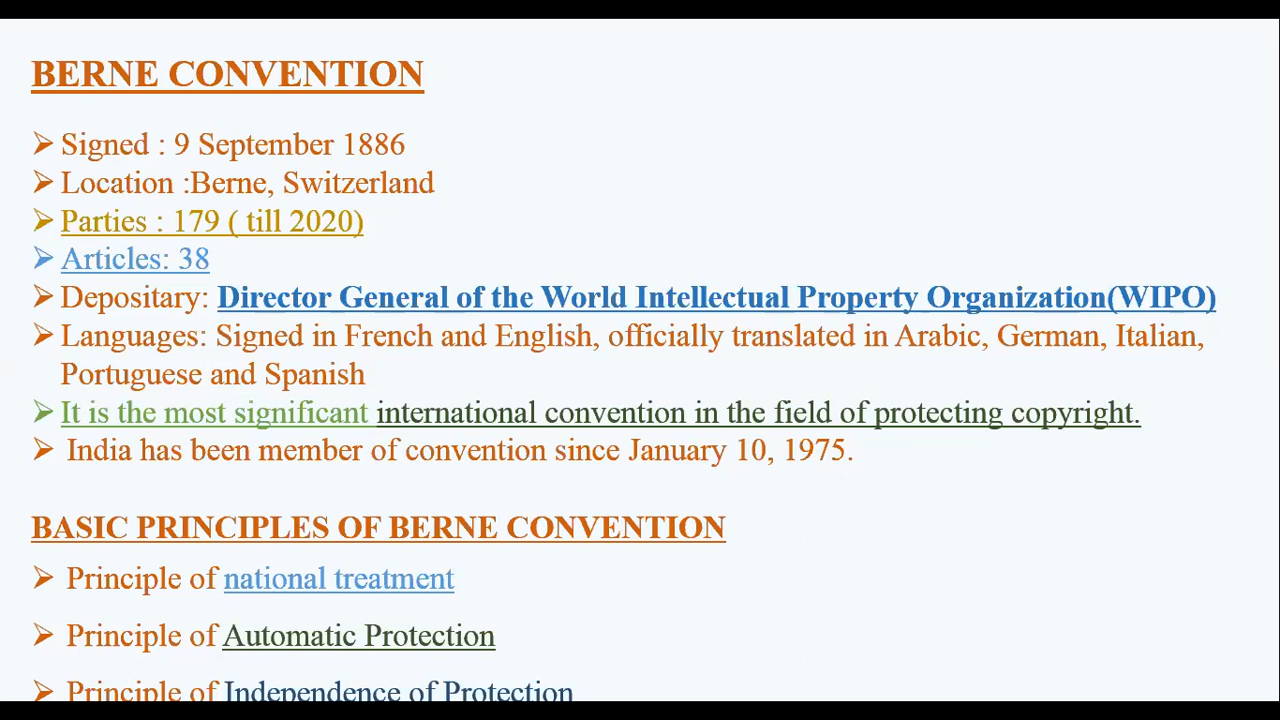 BERNE CONVENTION
➢ Signed : 9 September 1886
➢ Location :Berne, Switzerland
➢ Parties : 179 ( till 2020)
➢ Articles: 38
➢ Depositary: Director General of the World Intellectual Property Organization(WIPO)
➢ Languages: Signed in French and English, officially translated in Arabic, German, Italian,
Portuguese and Spanish
➢ It is the most significant international convention in the field of protecting copyright.
➢ India has been member of convention since January 10, 1975.
BASIC PRINCIPLES OF BERNE CONVENTION
➢ Principle of national treatment
➢ Principle of Automatic Protection
➢ Principle of Independence of Protection